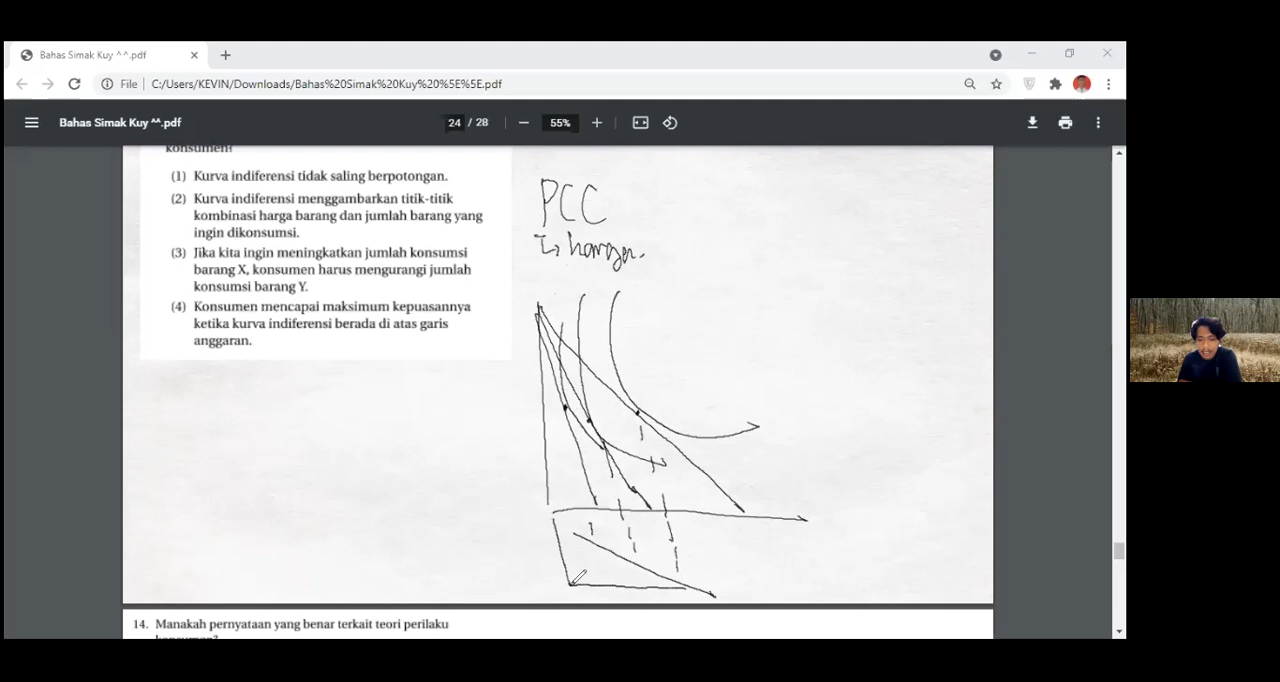 Bahas Simak Kuy ^^.pdf
File
C:/Users/KEVIN/Downloads/Bahas%20Simak%20Kuy%20%5E%5E.pdf
Bahas Simak Kuy ^^.pdf
24 / 28
55%
konsumen?
(1) Kurva indiferensi tidak saling berpotongan.
(2) Kurva indiferensi menggambarkan titik-titik
kombinasi harga barang dan jumlah barang yang
ingin dikonsumsi.
(3) Jika kita ingin meningkatkan jumlah konsumsi
barang X, konsumen harus mengurangi jumlah
konsumsi barang Y.
(4) Konsumen mencapai maksimum kepuasannya
ketika kurva indiferensi berada di atas garis
anggaran.
PCC
↳ harga.
14. Manakah pernyataan yang benar terkait teori perilaku
konsumen?